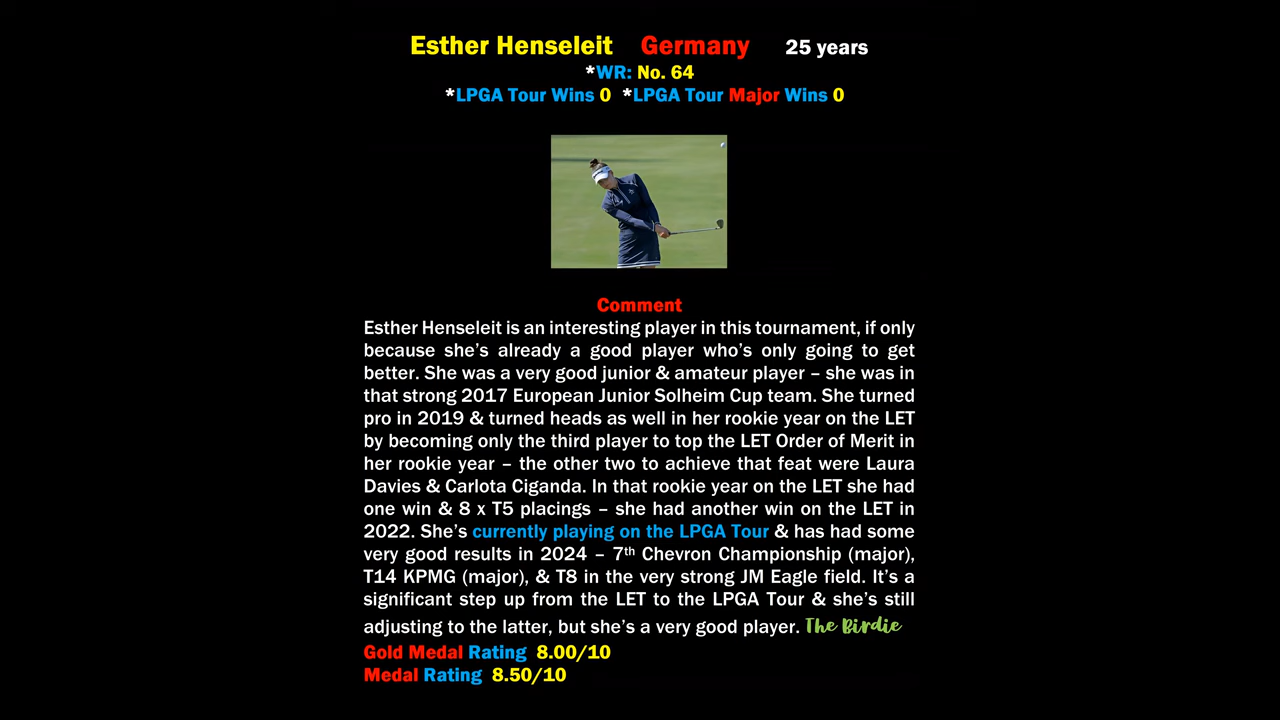 Esther Henseleit Germany 25 years
*WR: No. 64
*LPGA Tour Wins 0 *LPGA Tour Major Wins 0
Comment
Esther Henseleit is an interesting player in this tournament, if only
because she's already a good player who's only going to get
better. She was a very good junior & amateur player – she was in
that strong 2017 European Junior Solheim Cup team. She turned
pro in 2019 & turned heads as well in her rookie year on the LET
by becoming only the third player to top the LET Order of Merit in
her rookie year – the other two to achieve that feat were Laura
Davies & Carlota Ciganda. In that rookie year on the LET she had
one win & 8 x T5 placings – she had another win on the LET in
2022. She's currently playing on the LPGA Tour & has had some
very good results in 2024 – 7th Chevron Championship (major),
T14 KPMG (major), & T8 in the very strong JM Eagle field. It's a
significant step up from the LET to the LPGA Tour & she's still
adjusting to the latter, but she's a very good player. The Birdie
Gold Medal Rating 8.00/10
Medal Rating 8.50/10